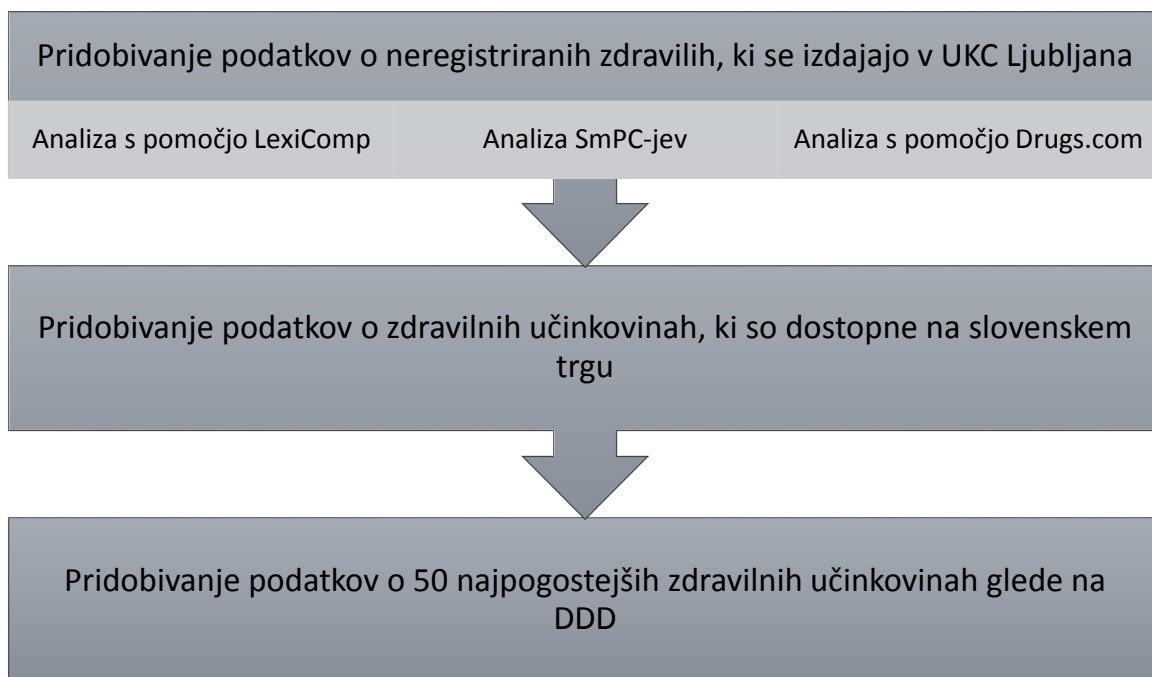 Pridobivanje podatkov o neregistriranih zdravilih, ki se izdajajo v UKC Ljubljana
Analiza s pomočjo LexiComp
Analiza SmPC-jev
Analiza s pomočjo Drugs.com
Pridobivanje podatkov o zdravilnih učinkovinah, ki so dostopne na slovenskem
trgu
Pridobivanje podatkov o 50 najpogostejših zdravilnih učinkovinah glede na
DDD